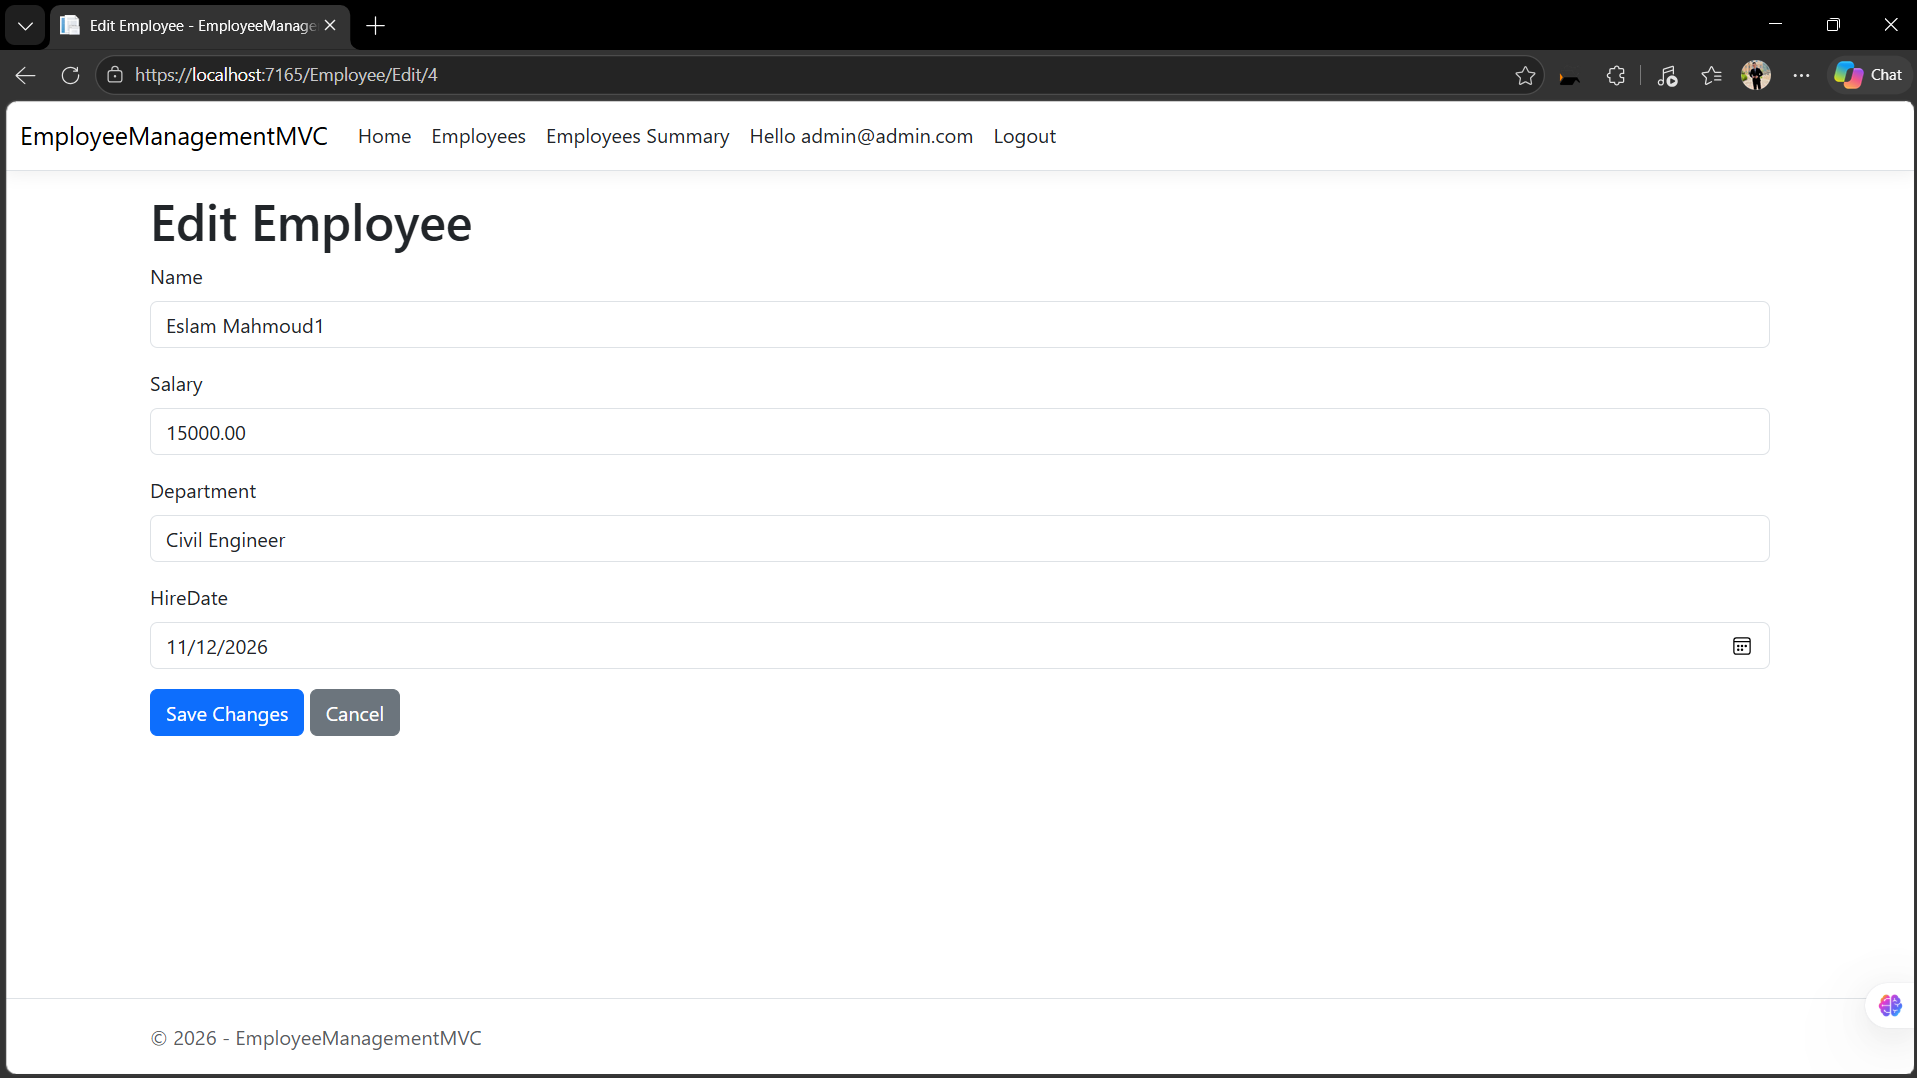 Edit Employee - EmployeeManage
https://localhost:7165/Employee/Edit/4
Chat
EmployeeManagementMVC Home Employees Employees Summary Hello admin@admin.com Logout
Edit Employee
Name
Eslam Mahmoud1
Salary
15000.00
Department
Civil Engineer
HireDate
11/12/2026
Save Changes Cancel
© 2026 - EmployeeManagementMVC